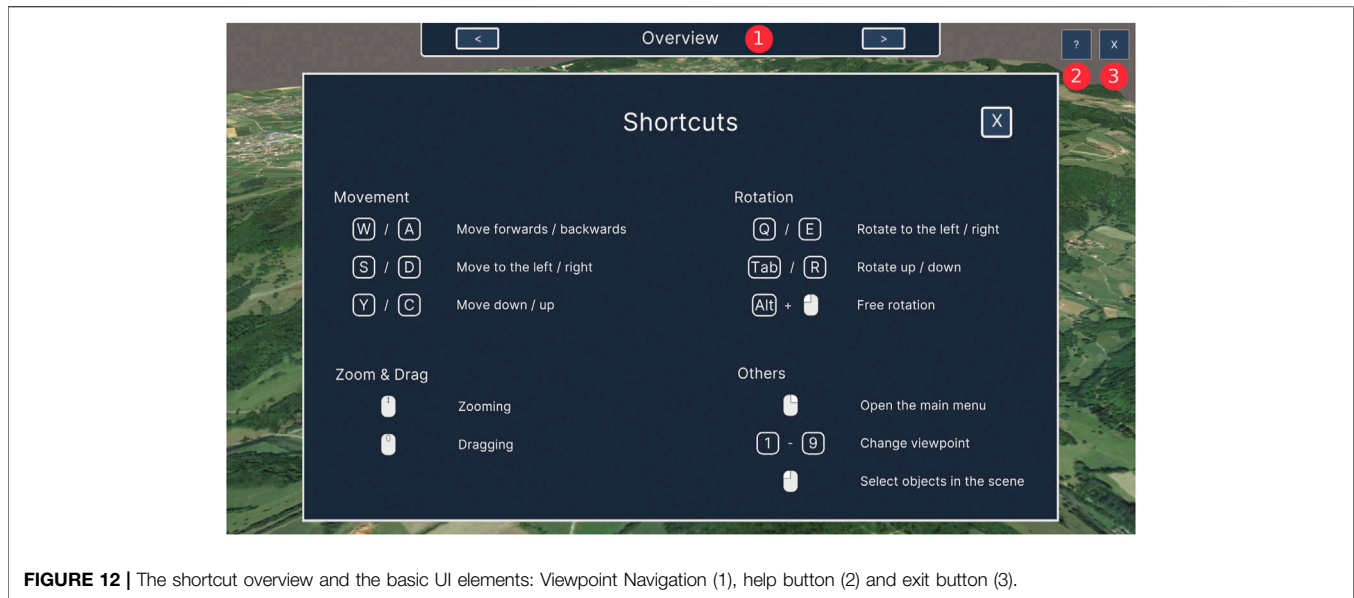 < Overview 1 >
? X
2 3
Shortcuts X
Movement
W / A Move forwards / backwards
S / D Move to the left / right
Y / C Move down / up
Rotation
Q / E Rotate to the left / right
Tab / R Rotate up / down
Alt + Free rotation
Zoom & Drag
Zooming
Dragging
Others
Open the main menu
1 - 9 Change viewpoint
Select objects in the scene
FIGURE 12 | The shortcut overview and the basic UI elements: Viewpoint Navigation (1), help button (2) and exit button (3).